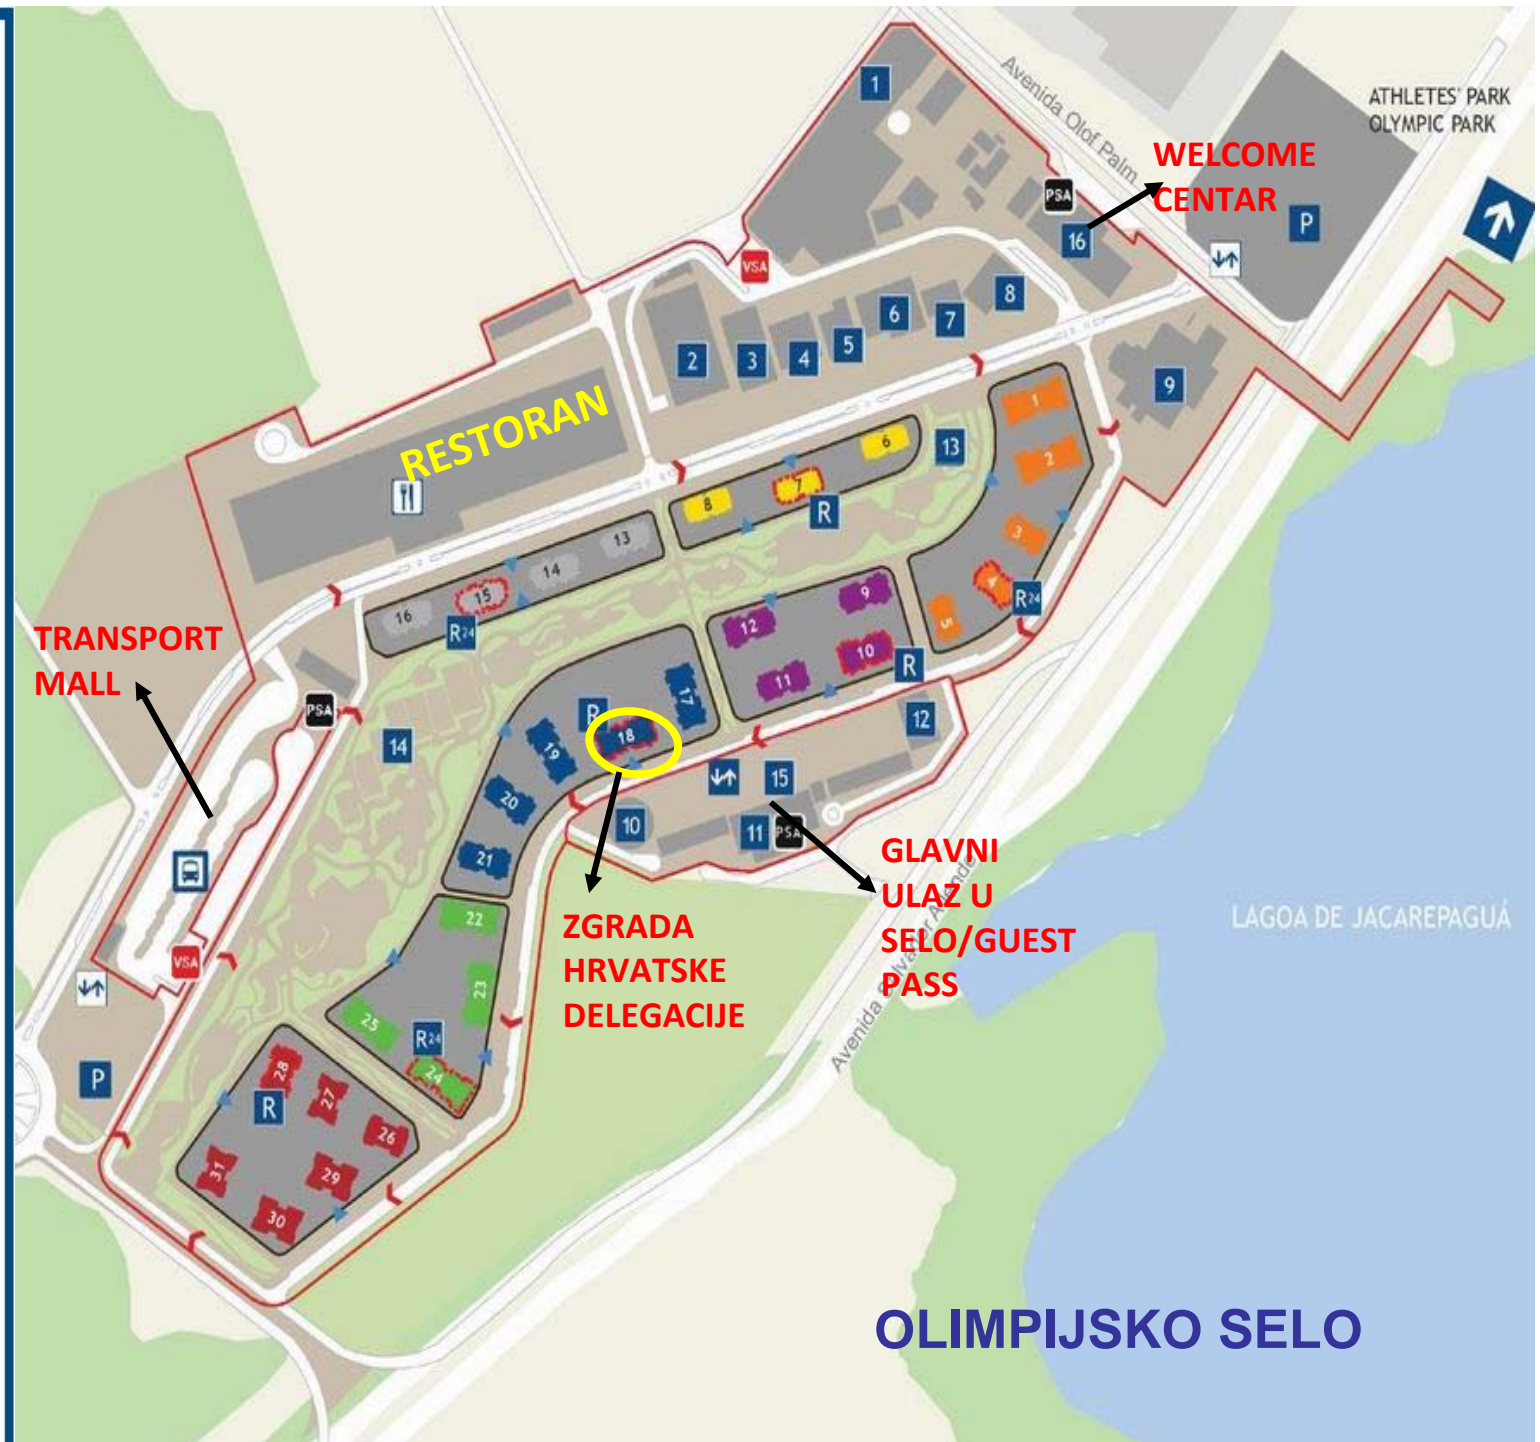 1
Avenida Olof Palm
ATHLETES' PARK
OLYMPIC PARK
WELCOME
CENTAR
PSA
16
P
VSA
8
6
7
5
4
3
2
9
RESTORAN
1
2
3
4
5
R24
13
6
7
8
R
13
14
15
16
R24
9
12
10
11
R
TRANSPORT
MALL
PSA
14
17
R
18
19
20
21
12
15
10
11
PSA
GLAVNI
ULAZ U
SELO/GUEST
PASS
ZGRADA
HRVATSKE
DELEGACIJE
LAGOA DE JACAREPAGUÁ
VSA
22
23
25
R24
24
P
28
27
R
26
31
29
30
OLIMPIJSKO SELO